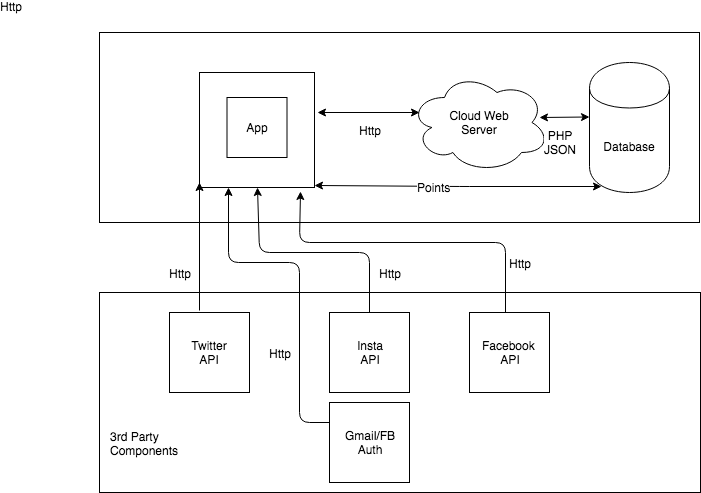 Http
App
Http
Cloud Web
Server
PHP
JSON
Database
Points
Http
Http
Http
Twitter
API
Http
Insta
API
Facebook
API
3rd Party
Components
Gmail/FB
Auth